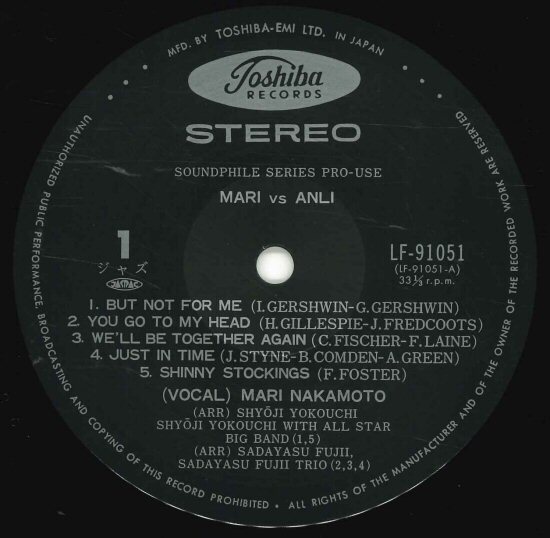 MFD. BY TOSHIBA-EMI LTD. IN JAPAN
Toshiba
RECORDS
STEREO
SOUNDPHILE SERIES PRO-USE
MARI vs ANLI
1
ジャズ
JASRAC
LF-91051
(LF-91051-A)
33⅓ r.p.m.
1. BUT NOT FOR ME (I.GERSHWIN-G.GERSHWIN)
2. YOU GO TO MY HEAD (H.GILLESPIE-J.FREDCOOTS)
3. WE'LL BE TOGETHER AGAIN (C.FISCHER-F.LAINE)
4. JUST IN TIME (J.STYNE-B.COMDEN-A.GREEN)
5. SHINNY STOCKINGS (F.FOSTER)
(VOCAL) MARI NAKAMOTO
(ARR) SHYŌJI YOKOUCHI
SHYŌJI YOKOUCHI WITH ALL STAR
BIG BAND (1,5)
(ARR) SADAYASU FUJII,
SADAYASU FUJII TRIO (2,3,4)
UNAUTHORIZED PUBLIC PERFORMANCE, BROADCASTING AND COPYING OF THIS RECORD PROHIBITED • ALL RIGHTS OF THE MANUFACTURER AND OF THE OWNER OF THE RECORDED WORK ARE RESERVED